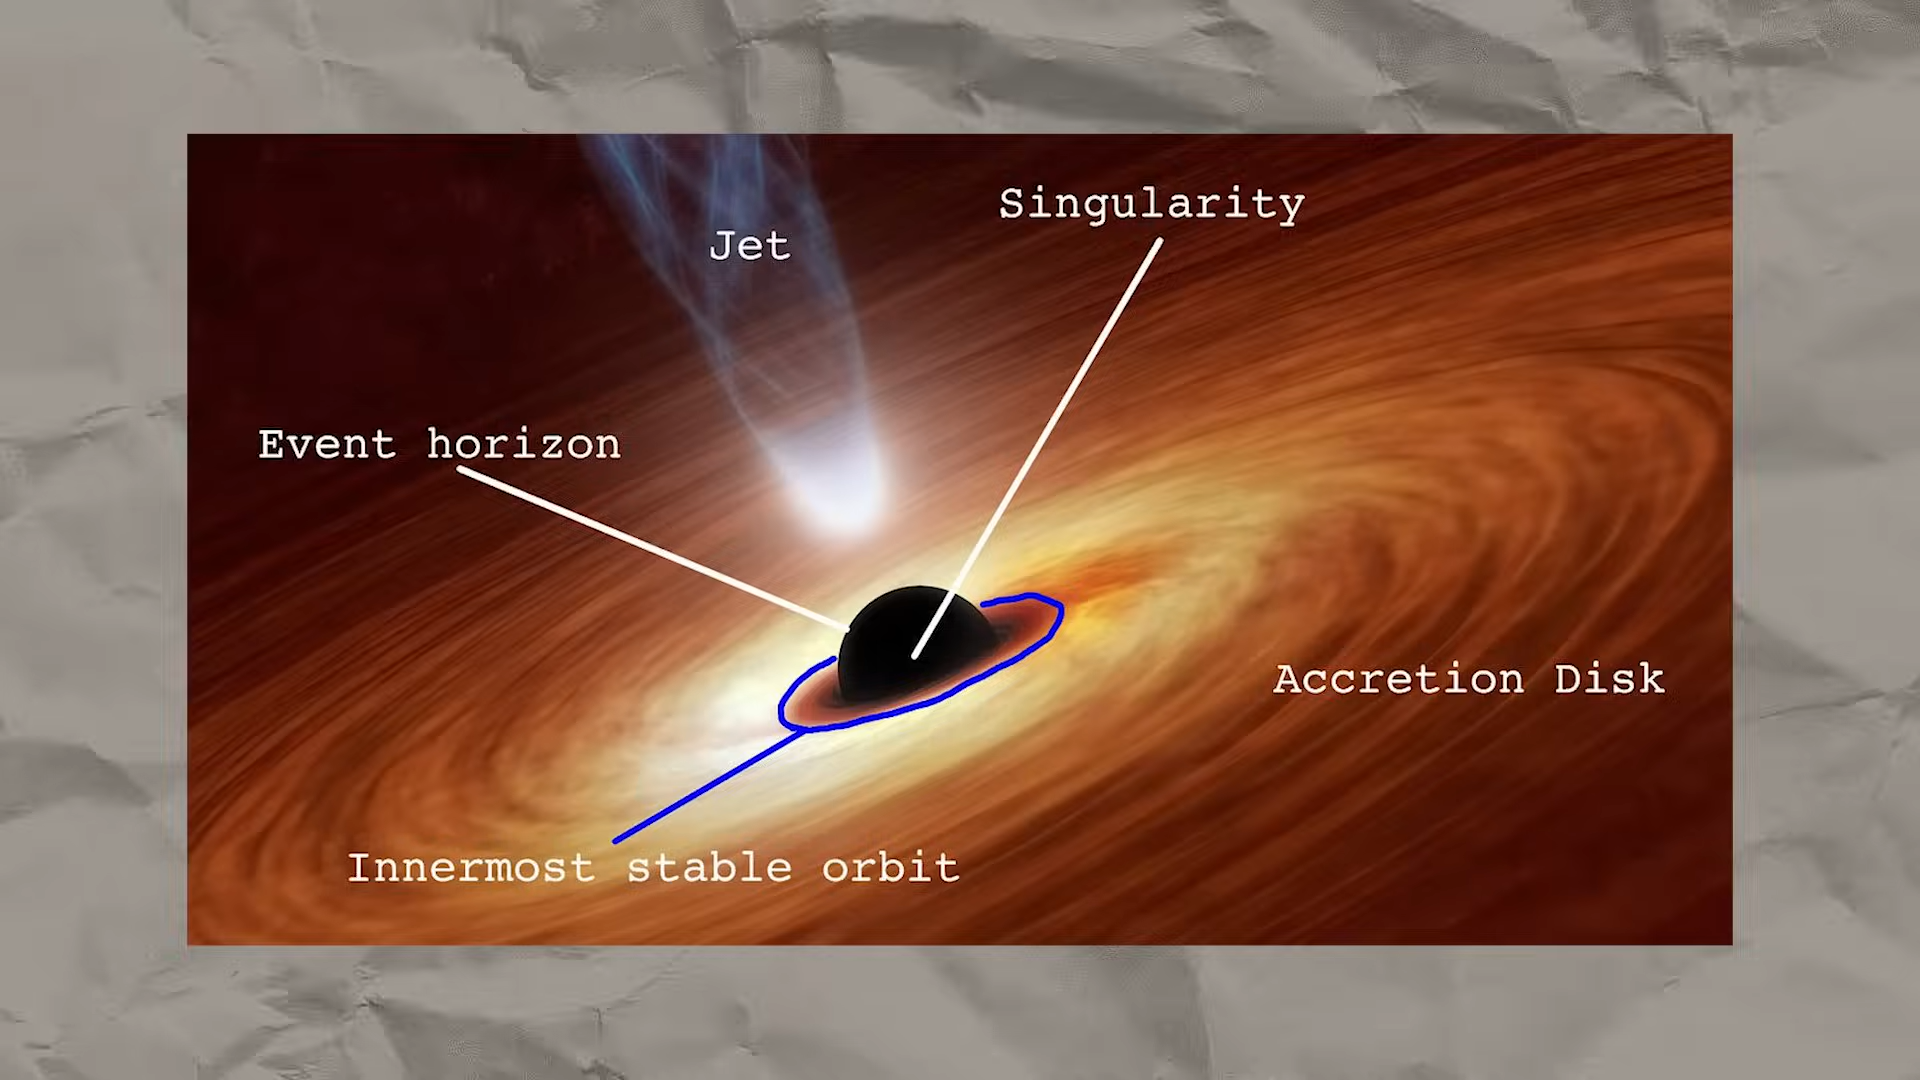 Singularity
Jet
Event horizon
Accretion Disk
Innermost stable orbit